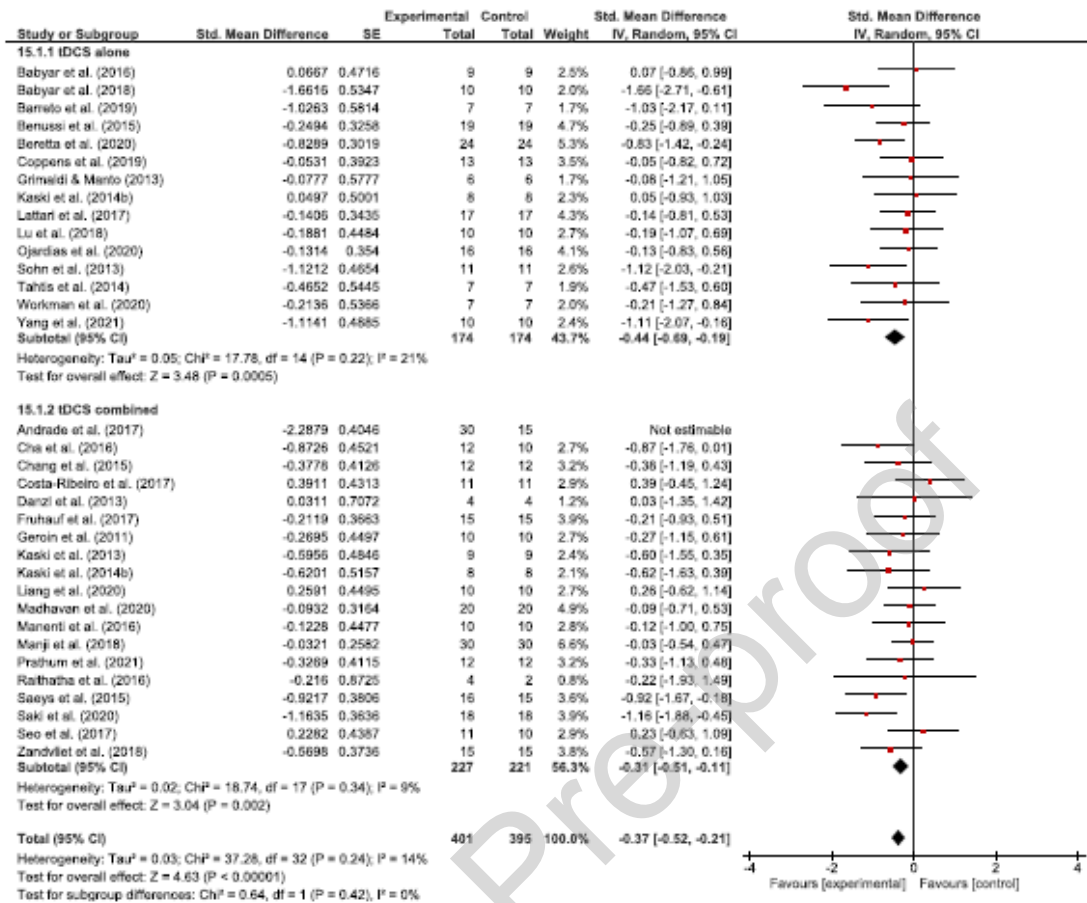 Experimental Control Std. Mean Difference Std. Mean Difference
Study or Subgroup Std. Mean Difference SE Total Total Weight IV, Random, 95% CI IV, Random, 95% CI
15.1.1 tDCS alone
Babyar et al. (2016) 0.0667 0.4716 9 9 2.5% 0.07 [-0.86, 0.99]
Babyar et al. (2018) -1.6616 0.5347 10 10 2.0% -1.66 [-2.71, -0.61]
Barreto et al. (2019) -1.0263 0.5814 7 7 1.7% -1.03 [-2.17, 0.11]
Benussi et al. (2015) -0.2494 0.3258 19 19 4.7% -0.25 [-0.89, 0.39]
Beretta et al. (2020) -0.8289 0.3019 24 24 5.3% -0.83 [-1.42, -0.24]
Coppens et al. (2019) -0.0531 0.3923 13 13 3.5% -0.05 [-0.82, 0.72]
Grimaldi & Manto (2013) -0.0777 0.5777 6 6 1.7% -0.08 [-1.21, 1.05]
Kaski et al. (2014b) 0.0497 0.5001 8 8 2.2% 0.05 [-0.93, 1.03]
Lattari et al. (2017) -0.1406 0.3435 17 17 4.3% -0.14 [-0.81, 0.53]
Lu et al. (2018) -0.1881 0.4484 10 10 2.7% -0.19 [-1.07, 0.69]
Ojardias et al. (2020) -0.1314 0.354 16 16 4.1% -0.13 [-0.83, 0.56]
Sohn et al. (2013) -1.1212 0.4654 11 11 2.6% -1.12 [-2.03, -0.21]
Tahtis et al. (2014) -0.4652 0.5445 7 7 1.9% -0.47 [-1.53, 0.60]
Workman et al. (2020) -0.2136 0.5366 7 7 2.0% -0.21 [-1.27, 0.84]
Yang et al. (2021) -1.1141 0.4885 10 10 2.4% -1.11 [-2.07, -0.16]
Subtotal (95% CI) 174 174 43.7% -0.44 [-0.69, -0.19]
Heterogeneity: Tau² = 0.05; Chi² = 17.78, df = 14 (P = 0.22); I² = 21%
Test for overall effect: Z = 3.48 (P = 0.0005)
15.1.2 tDCS combined
Andrade et al. (2017) -2.2879 0.4046 30 15 Not estimable
Cha et al. (2016) -0.8726 0.4521 12 10 2.7% -0.87 [-1.76, 0.01]
Chang et al. (2015) -0.3778 0.4126 12 12 3.2% -0.38 [-1.19, 0.43]
Costa-Ribeiro et al. (2017) 0.3911 0.4313 11 11 2.9% 0.39 [-0.45, 1.24]
Danzl et al. (2013) 0.0311 0.7072 4 4 1.2% 0.03 [-1.35, 1.42]
Fruhauf et al. (2017) -0.2119 0.3663 15 15 3.9% -0.21 [-0.93, 0.51]
Geroin et al. (2011) -0.2695 0.4497 10 10 2.7% -0.27 [-1.15, 0.61]
Kaski et al. (2013) -0.5956 0.4846 9 9 2.4% -0.60 [-1.55, 0.35]
Kaski et al. (2014b) -0.6201 0.5157 8 8 2.1% -0.62 [-1.63, 0.39]
Liang et al. (2020) 0.2591 0.4495 10 10 2.7% 0.26 [-0.62, 1.14]
Madhavan et al. (2020) -0.0932 0.3164 20 20 4.9% -0.09 [-0.71, 0.53]
Manenti et al. (2016) -0.1228 0.4477 10 10 2.7% -0.12 [-1.00, 0.75]
Manji et al. (2018) -0.0321 0.2582 30 30 6.6% -0.03 [-0.54, 0.47]
Prathum et al. (2021) -0.3269 0.4115 12 12 3.2% -0.33 [-1.13, 0.48]
Raithatha et al. (2016) -0.216 0.8725 4 2 0.8% -0.22 [-1.93, 1.49]
Saeys et al. (2015) -0.9217 0.3806 16 15 3.6% -0.92 [-1.67, -0.18]
Saki et al. (2020) -1.1635 0.3636 18 18 3.9% -1.16 [-1.88, -0.45]
Seo et al. (2017) 0.2282 0.4387 11 10 2.9% 0.23 [-0.63, 1.09]
Zandvliet et al. (2018) -0.5698 0.3736 15 15 3.8% -0.57 [-1.30, 0.16]
Subtotal (95% CI) 227 221 56.3% -0.31 [-0.51, -0.11]
Heterogeneity: Tau² = 0.02; Chi² = 18.74, df = 17 (P = 0.34); I² = 9%
Test for overall effect: Z = 3.04 (P = 0.002)
Total (95% CI) 401 395 100.0% -0.37 [-0.52, -0.21]
Heterogeneity: Tau² = 0.03; Chi² = 37.28, df = 32 (P = 0.24); I² = 14%
Test for overall effect: Z = 4.63 (P < 0.00001)
Test for subgroup differences: Chi² = 0.64, df = 1 (P = 0.42), I² = 0%
-4 -2 0 2 4
Favours [experimental] Favours [control]
Pre-proof